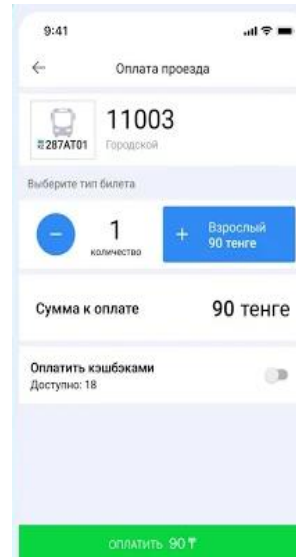 9:41
Оплата проезда
11003
287AT01
Городской
Выберите тип билета
− 1 + Взрослый
количество 90 тенге
Сумма к оплате 90 тенге
Оплатить кэшбэками
Доступно: 18
ОПЛАТИТЬ 90 ₸